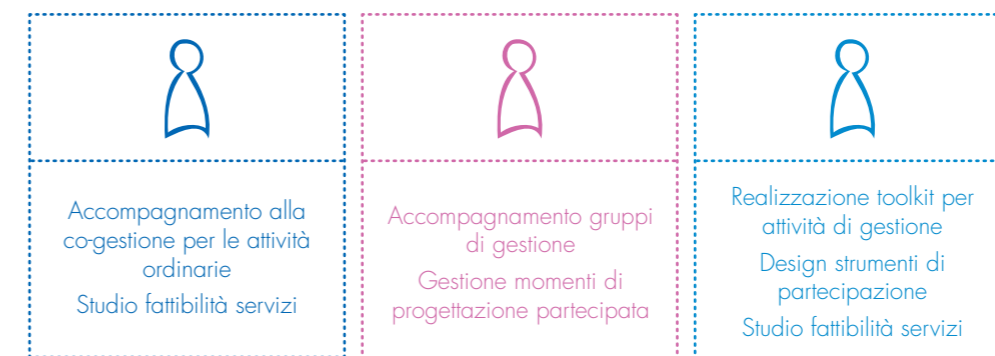 Accompagnamento alla
co-gestione per le attività
ordinarie
Studio fattibilità servizi
Accompagnamento gruppi
di gestione
Gestione momenti di
progettazione partecipata
Realizzazione toolkit per
attività di gestione
Design strumenti di
partecipazione
Studio fattibilità servizi